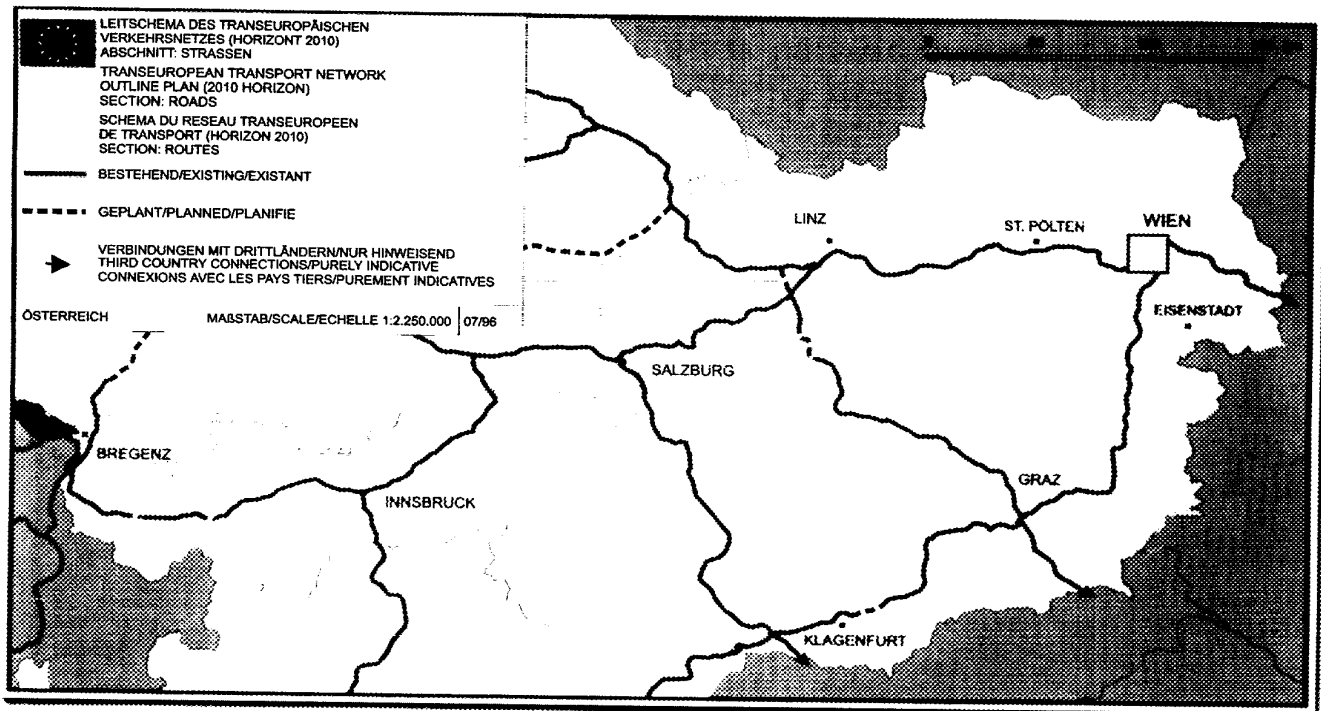 LEITSCHEMA DES TRANSEUROPÄISCHEN
VERKEHRSNETZES (HORIZONT 2010)
ABSCHNITT: STRASSEN
TRANSEUROPEAN TRANSPORT NETWORK
OUTLINE PLAN (2010 HORIZON)
SECTION: ROADS
SCHEMA DU RESEAU TRANSEUROPEEN
DE TRANSPORT (HORIZON 2010)
SECTION: ROUTES
BESTEHEND/EXISTING/EXISTANT
GEPLANT/PLANNED/PLANIFIE
VERBINDUNGEN MIT DRITTLÄNDERN/NUR HINWEISEND
THIRD COUNTRY CONNECTIONS/PURELY INDICATIVE
CONNEXIONS AVEC LES PAYS TIERS/PUREMENT INDICATIVES
ÖSTERREICH MAßSTAB/SCALE/ECHELLE 1:2.250.000 07/96
LINZ
ST. PÖLTEN
WIEN
EISENSTADT
SALZBURG
BREGENZ
INNSBRUCK
GRAZ
KLAGENFURT